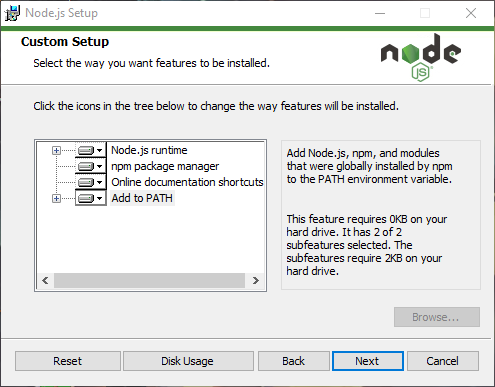 Node.js Setup
Custom Setup
Select the way you want features to be installed.
node
JS
Click the icons in the tree below to change the way features will be installed.
Node.js runtime
npm package manager
Online documentation shortcuts
Add to PATH
Add Node.js, npm, and modules
that were globally installed by npm
to the PATH environment variable.
This feature requires 0KB on your
hard drive. It has 2 of 2
subfeatures selected. The
subfeatures require 2KB on your
hard drive.
Browse...
Reset
Disk Usage
Back
Next
Cancel